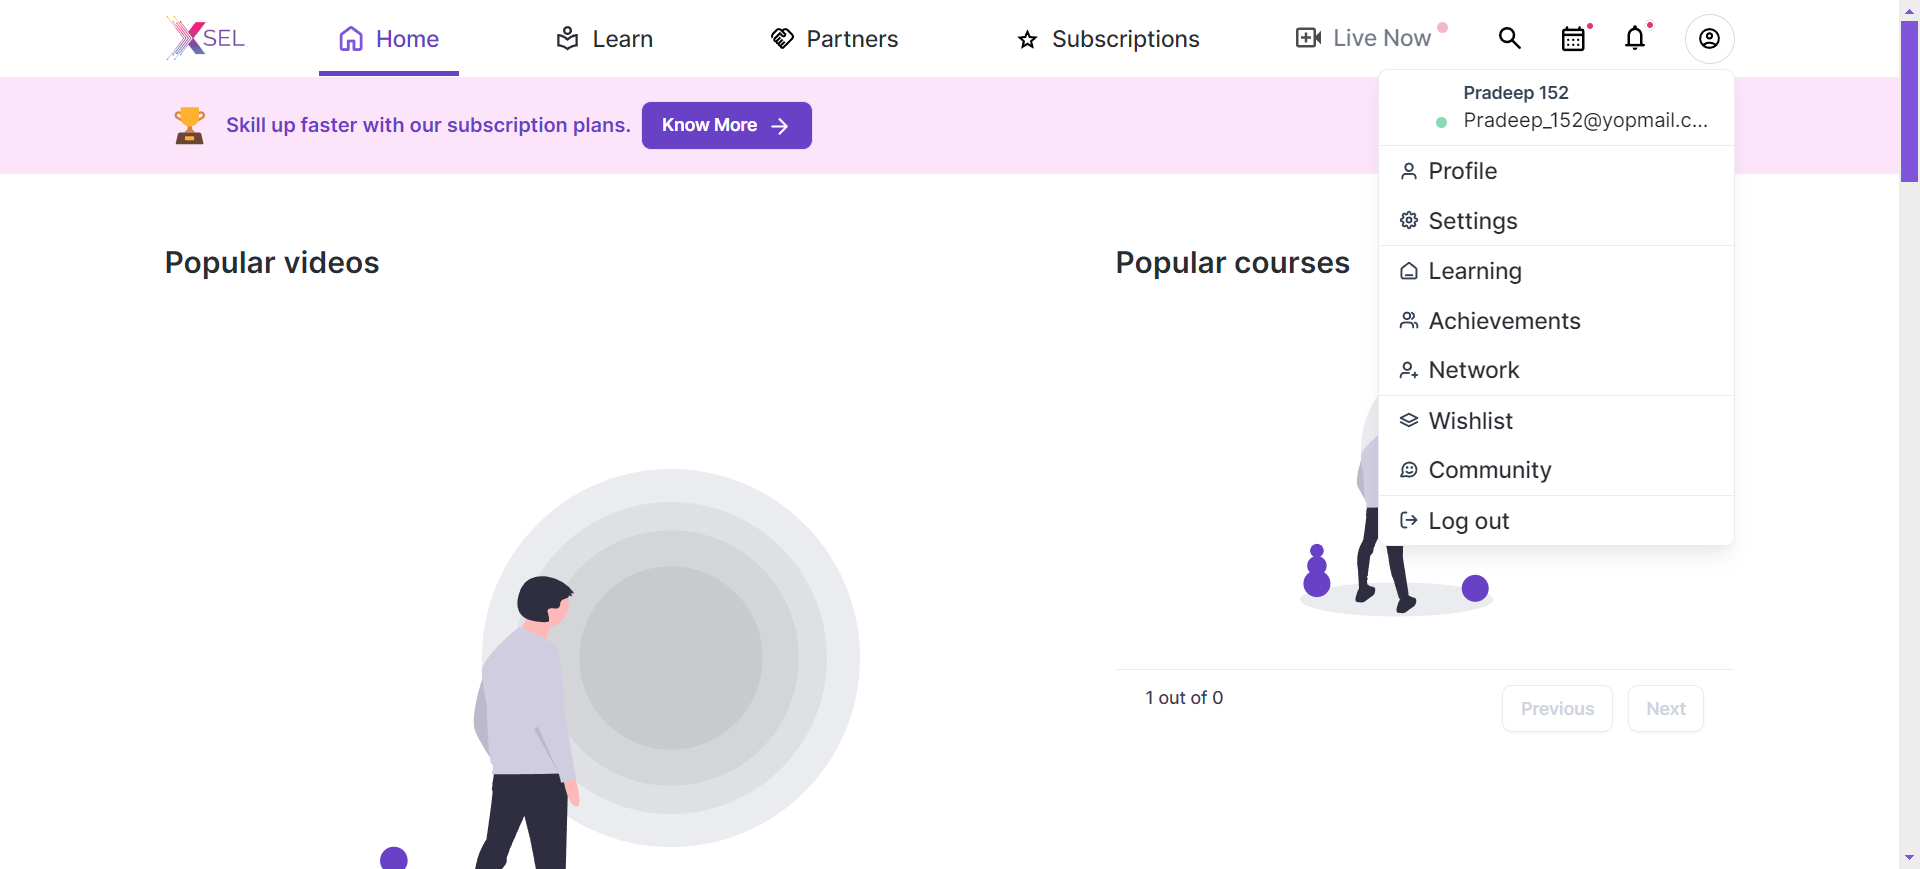 XSEL
Home
Learn
Partners
Subscriptions
Live Now
Skill up faster with our subscription plans.
Know More
Pradeep 152
Pradeep_152@yopmail.c...
Profile
Settings
Learning
Achievements
Network
Wishlist
Community
Log out
Popular videos
Popular courses
1 out of 0
Previous
Next